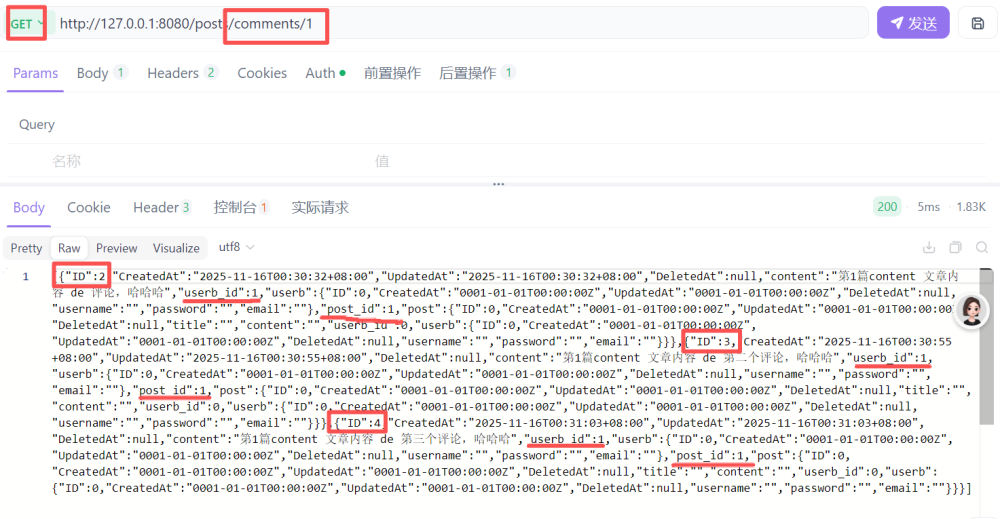 GET http://127.0.0.1:8080/posts/comments/1 发送
Params Body 1 Headers 2 Cookies Auth 前置操作 后置操作 1
Query
名称 值
Body Cookie Header 3 控制台 1 实际请求 200 5ms 1.83K
Pretty Raw Preview Visualize utf8
1 [{"ID":2,"CreatedAt":"2025-11-16T00:30:32+08:00","UpdatedAt":"2025-11-16T00:30:32+08:00","DeletedAt":null,"content":"第1篇content 文章内
容 de 评论，哈哈哈","userb_id":1,"userb":{"ID":0,"CreatedAt":"0001-01-01T00:00:00Z","UpdatedAt":"0001-01-01T00:00:00Z","DeletedAt":null,
"username":"","password":"","email":""},"post_id":1,"post":{"ID":0,"CreatedAt":"0001-01-01T00:00:00Z","UpdatedAt":"0001-01-01T00:00:00Z",
"DeletedAt":null,"title":"","content":"","userb_id":0,"userb":{"ID":0,"CreatedAt":"0001-01-01T00:00:00Z",
"UpdatedAt":"0001-01-01T00:00:00Z","DeletedAt":null,"username":"","password":"","email":""}}},{"ID":3,"CreatedAt":"2025-11-16T00:30:55
+08:00","UpdatedAt":"2025-11-16T00:30:55+08:00","DeletedAt":null,"content":"第1篇content 文章内容 de 第二个评论，哈哈哈","userb_id":1,
"userb":{"ID":0,"CreatedAt":"0001-01-01T00:00:00Z","UpdatedAt":"0001-01-01T00:00:00Z","DeletedAt":null,"username":"","password":"",
"email":""},"post_id":1,"post":{"ID":0,"CreatedAt":"0001-01-01T00:00:00Z","UpdatedAt":"0001-01-01T00:00:00Z","DeletedAt":null,"title":"",
"content":"","userb_id":0,"userb":{"ID":0,"CreatedAt":"0001-01-01T00:00:00Z","UpdatedAt":"0001-01-01T00:00:00Z","DeletedAt":null,
"username":"","password":"","email":""}}},{"ID":4,"CreatedAt":"2025-11-16T00:31:03+08:00","UpdatedAt":"2025-11-16T00:31:03+08:00",
"DeletedAt":null,"content":"第1篇content 文章内容 de 第三个评论，哈哈哈","userb_id":1,"userb":{"ID":0,"CreatedAt":"0001-01-01T00:00:00Z",
"UpdatedAt":"0001-01-01T00:00:00Z","DeletedAt":null,"username":"","password":"","email":""},"post_id":1,"post":{"ID":0,
"CreatedAt":"0001-01-01T00:00:00Z","UpdatedAt":"0001-01-01T00:00:00Z","DeletedAt":null,"title":"","content":"","userb_id":0,"userb":
{"ID":0,"CreatedAt":"0001-01-01T00:00:00Z","UpdatedAt":"0001-01-01T00:00:00Z","DeletedAt":null,"username":"","password":"","email":""}}}]